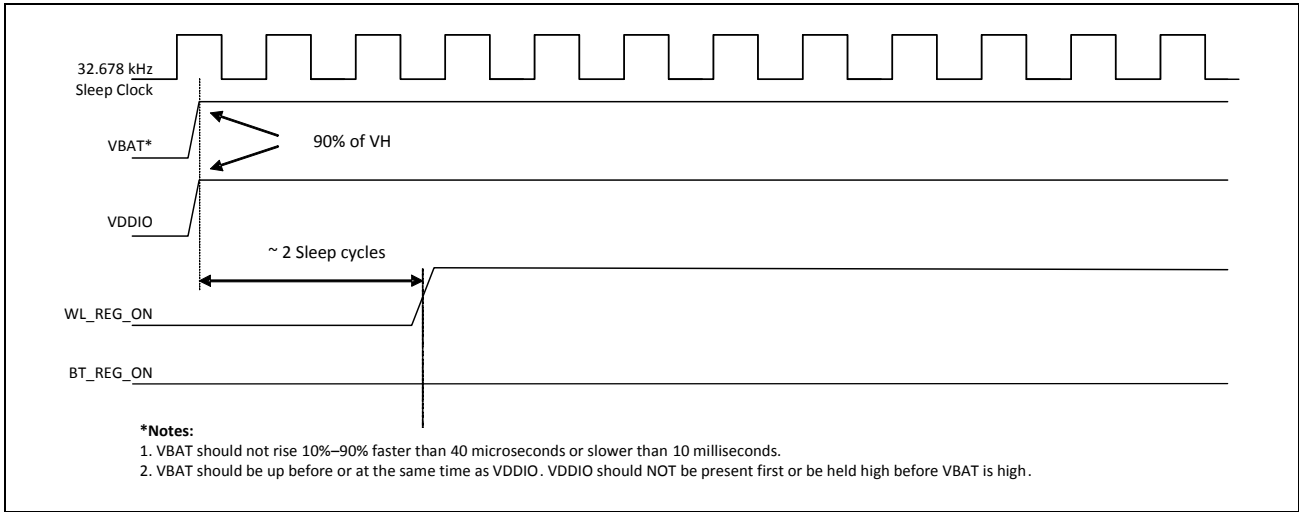 32.678 kHz
Sleep Clock
VBAT*
90% of VH
VDDIO
~ 2 Sleep cycles
WL_REG_ON
BT_REG_ON
*Notes:
1. VBAT should not rise 10%–90% faster than 40 microseconds or slower than 10 milliseconds.
2. VBAT should be up before or at the same time as VDDIO. VDDIO should NOT be present first or be held high before VBAT is high.